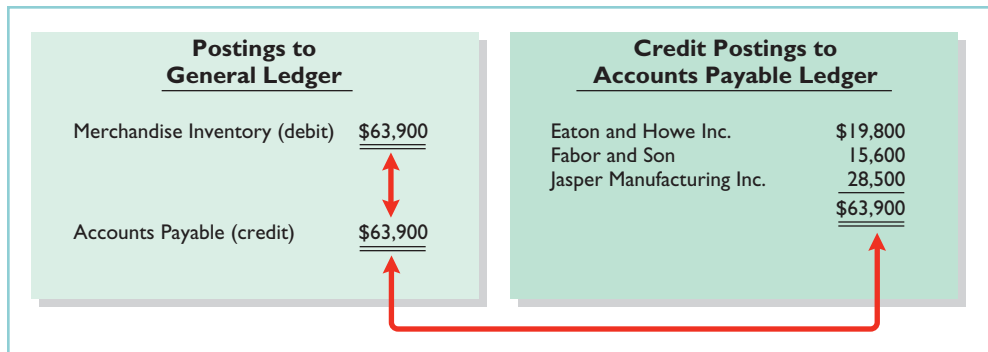 Postings to
General Ledger
Merchandise Inventory (debit) $63,900
Accounts Payable (credit) $63,900
Credit Postings to
Accounts Payable Ledger
Eaton and Howe Inc. $19,800
Fabor and Son 15,600
Jasper Manufacturing Inc. 28,500
$63,900